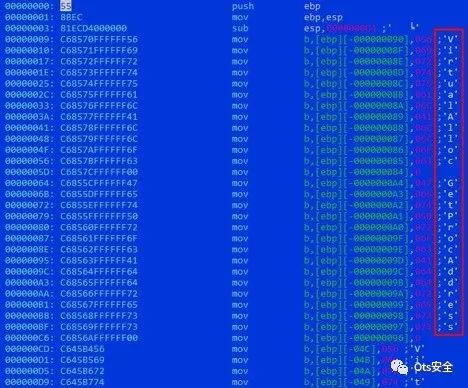 00000000: 55 push ebp
00000001: 8BEC mov ebp,esp
00000003: 81ECD4000000 sub esp,0000000D4 ;' ╘'
00000009: C68570FFFFFF56 mov b,[ebp][-000000090],056 ;'V'
00000010: C68571FFFFFF69 mov b,[ebp][-00000008F],069 ;'i'
00000017: C68572FFFFFF72 mov b,[ebp][-00000008E],072 ;'r'
0000001E: C68573FFFFFF74 mov b,[ebp][-00000008D],074 ;'t'
00000025: C68574FFFFFF75 mov b,[ebp][-00000008C],075 ;'u'
0000002C: C68575FFFFFF61 mov b,[ebp][-00000008B],061 ;'a'
00000033: C68576FFFFFF6C mov b,[ebp][-00000008A],06C ;'l'
0000003A: C68577FFFFFF41 mov b,[ebp][-000000089],041 ;'A'
00000041: C68578FFFFFF6C mov b,[ebp][-000000088],06C ;'l'
00000048: C68579FFFFFF6C mov b,[ebp][-000000087],06C ;'l'
0000004F: C6857AFFFFFF6F mov b,[ebp][-000000086],06F ;'o'
00000056: C6857BFFFFFF63 mov b,[ebp][-000000085],063 ;'c'
0000005D: C6857CFFFFFF00 mov b,[ebp][-000000084],0
00000064: C6855CFFFFFF47 mov b,[ebp][-0000000A4],047 ;'G'
0000006B: C6855DFFFFFF65 mov b,[ebp][-0000000A3],065 ;'e'
00000072: C6855EFFFFFF74 mov b,[ebp][-0000000A2],074 ;'t'
00000079: C6855FFFFFFF50 mov b,[ebp][-0000000A1],050 ;'P'
00000080: C68560FFFFFF72 mov b,[ebp][-0000000A0],072 ;'r'
00000087: C68561FFFFFF6F mov b,[ebp][-00000009F],06F ;'o'
0000008E: C68562FFFFFF63 mov b,[ebp][-00000009E],063 ;'c'
00000095: C68563FFFFFF41 mov b,[ebp][-00000009D],041 ;'A'
0000009C: C68564FFFFFF64 mov b,[ebp][-00000009C],064 ;'d'
000000A3: C68565FFFFFF64 mov b,[ebp][-00000009B],064 ;'d'
000000AA: C68566FFFFFF72 mov b,[ebp][-00000009A],072 ;'r'
000000B1: C68567FFFFFF65 mov b,[ebp][-000000099],065 ;'e'
000000B8: C68568FFFFFF73 mov b,[ebp][-000000098],073 ;'s'
000000BF: C68569FFFFFF73 mov b,[ebp][-000000097],073 ;'s'
000000C6: C6856AFFFFFF00 mov b,[ebp][-000000096],0
000000CD: C645B456 mov b,[ebp][-04C],056 ;'V'
000000D1: C645B569 mov b,[ebp][-04B],069 ;'i'
000000D5: C645B672 mov b,[ebp][-04A],072 ;'r'
000000D9: C645B774 mov b,[ebp][-049],074 ;'t'
Ots安全